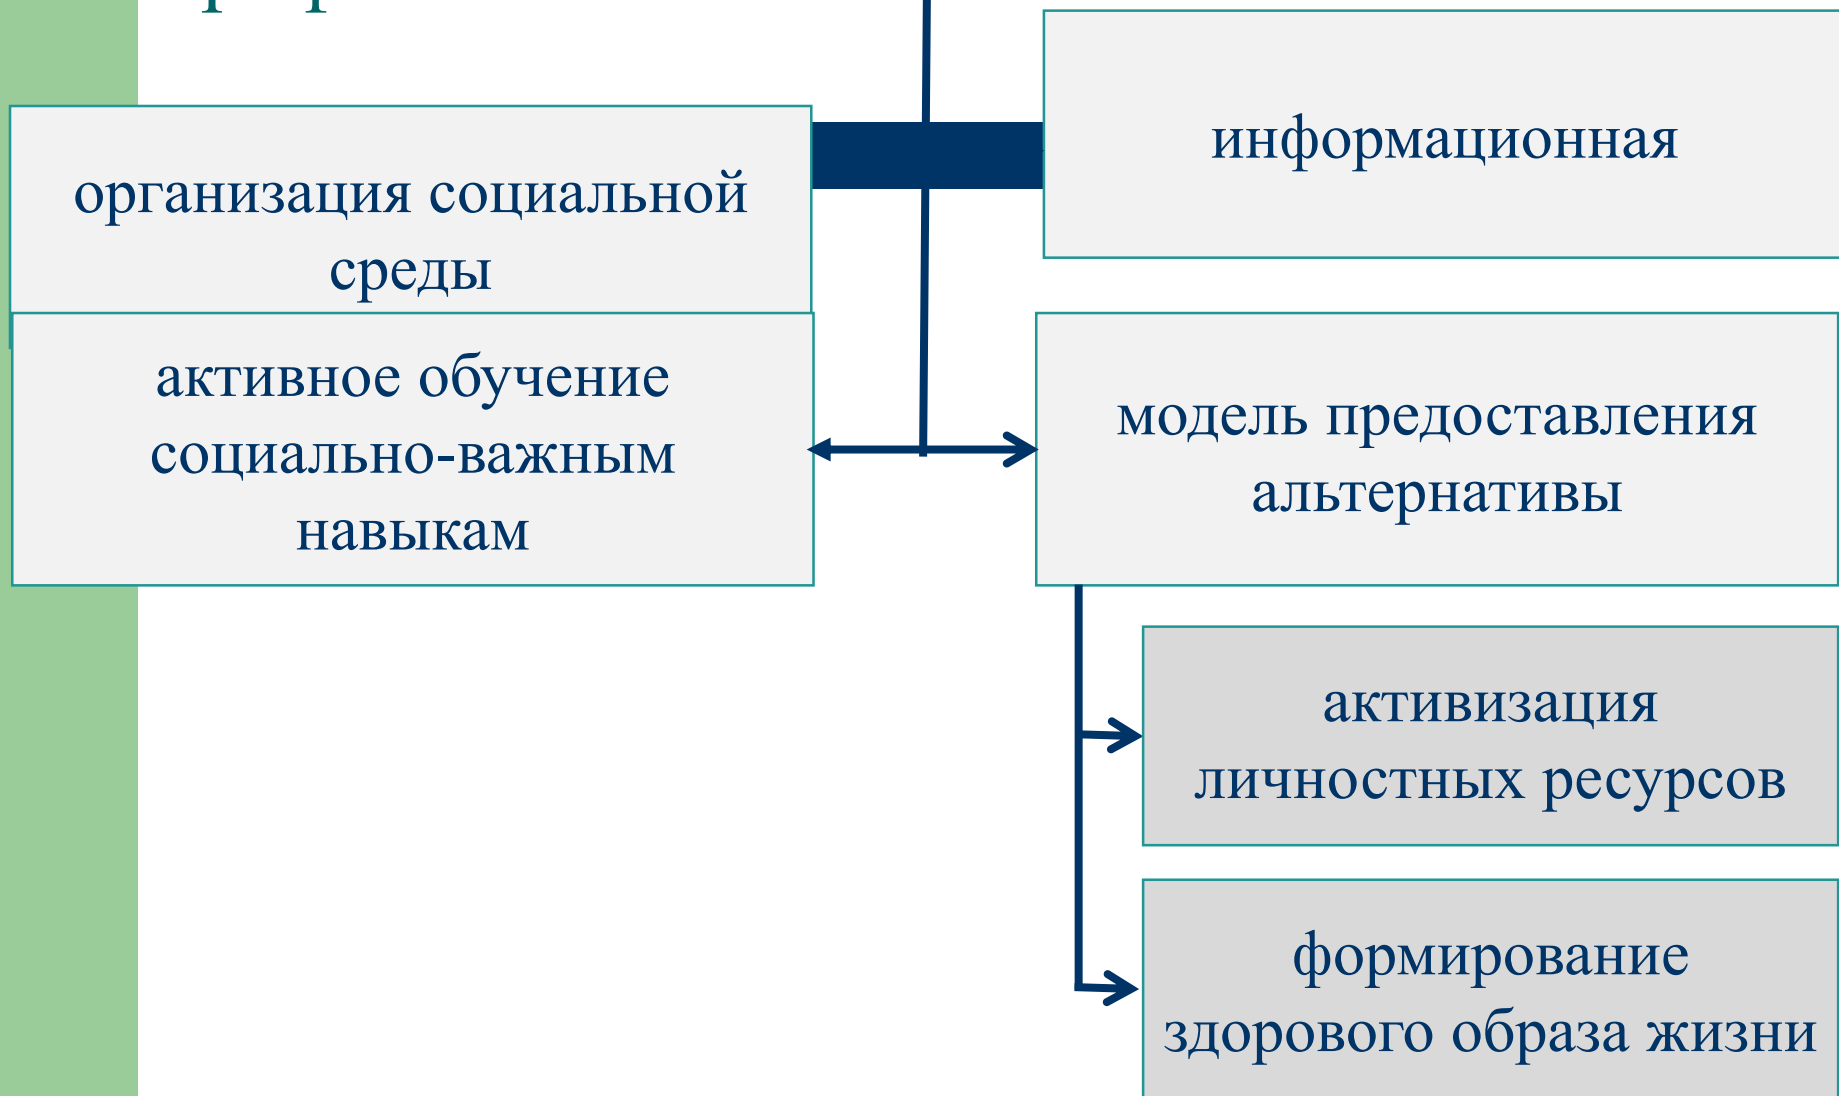 информационная
организация социальной
среды
активное обучение
социально-важным
навыкам
модель предоставления
альтернативы
активизация
личностных ресурсов
формирование
здорового образа жизни